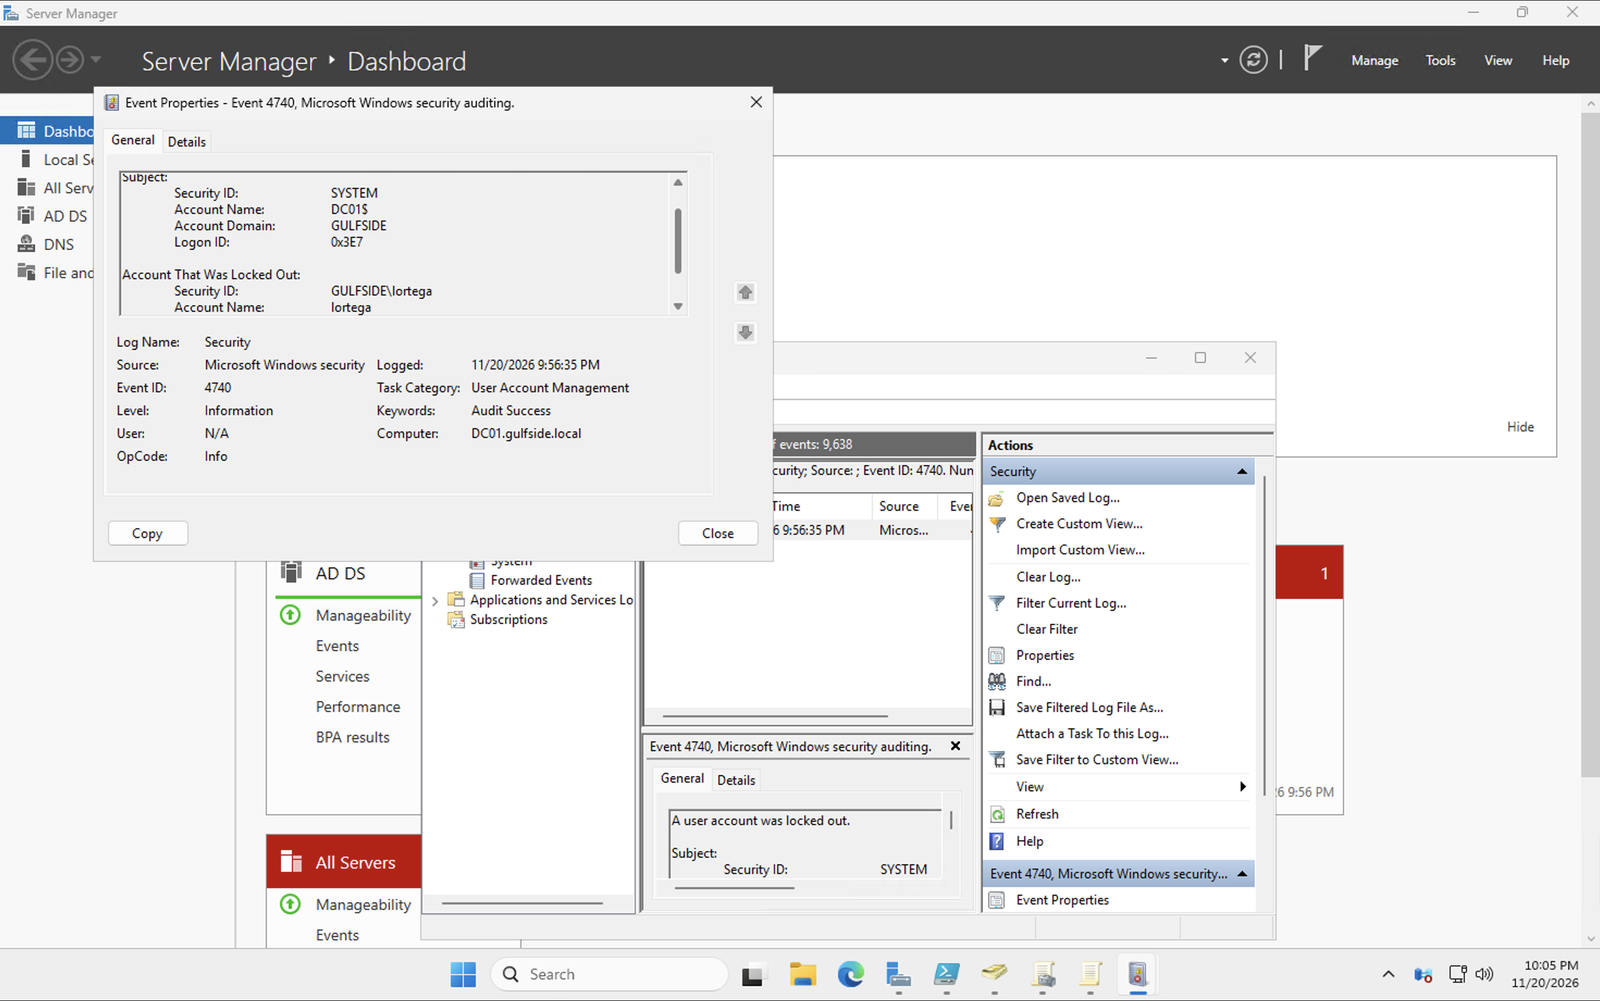 Server Manager
Server Manager ‣ Dashboard
Manage Tools View Help
Event Properties - Event 4740, Microsoft Windows security auditing.
General Details
Subject:
Security ID: SYSTEM
Account Name: DC01$
Account Domain: GULFSIDE
Logon ID: 0x3E7
Account That Was Locked Out:
Security ID: GULFSIDE\lortega
Account Name: lortega
Log Name: Security
Source: Microsoft Windows security Logged: 11/20/2026 9:56:35 PM
Event ID: 4740 Task Category: User Account Management
Level: Information Keywords: Audit Success
User: N/A Computer: DC01.gulfside.local
OpCode: Info
Copy Close
Dashbo
Local Se
All Serv
AD DS
DNS
File and
Hide
f events: 9,638
curity; Source: ; Event ID: 4740. Num
Time Source Ever
6 9:56:35 PM Micros...
System
Forwarded Events
Applications and Services Lo
Subscriptions
Event 4740, Microsoft Windows security auditing.
General Details
A user account was locked out.
Subject:
Security ID: SYSTEM
Actions
Security
Open Saved Log...
Create Custom View...
Import Custom View...
Clear Log...
Filter Current Log...
Clear Filter
Properties
Find...
Save Filtered Log File As...
Attach a Task To this Log...
Save Filter to Custom View...
View
Refresh
Help
Event 4740, Microsoft Windows security...
Event Properties
AD DS
Manageability
Events
Services
Performance
BPA results
1
26 9:56 PM
All Servers
Manageability
Events
Search
10:05 PM
11/20/2026